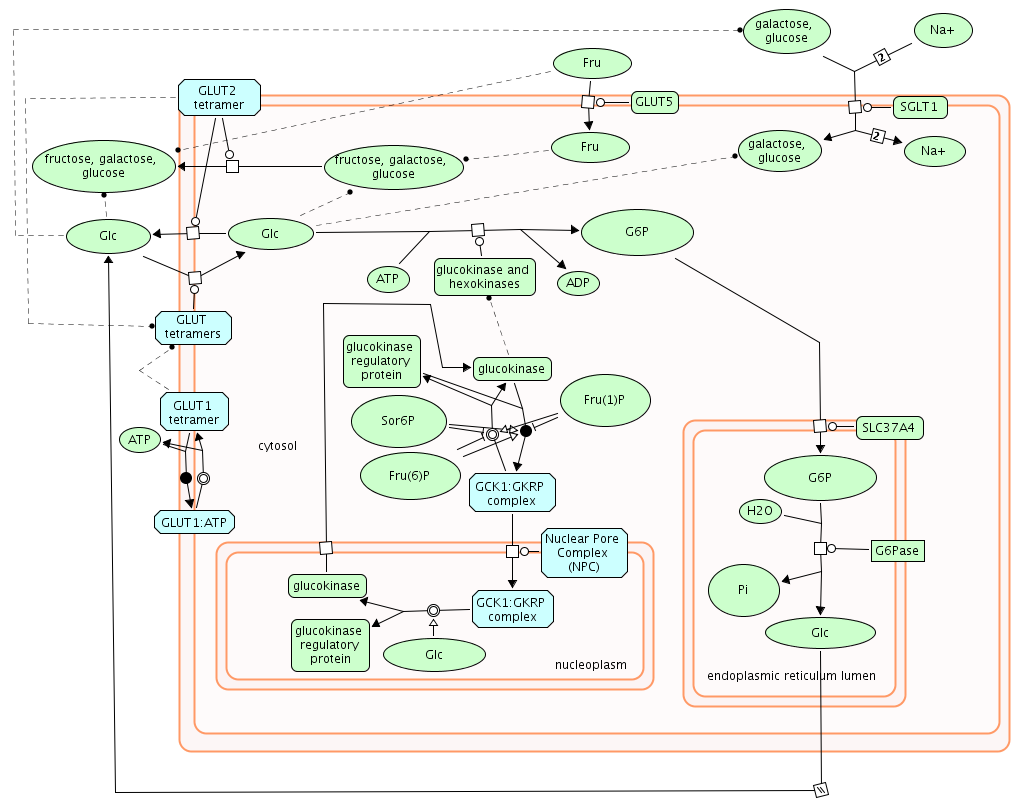 galactose,
glucose
Na+
2
Fru
GLUT2
tetramer
GLUT5
SGLT1
2
Fru
galactose,
glucose
Na+
fructose, galactose,
glucose
fructose, galactose,
glucose
Glc
Glc
G6P
ATP
glucokinase and
hexokinases
ADP
GLUT
tetramers
glucokinase
regulatory
protein
glucokinase
GLUT1
tetramer
Sor6P
Fru(1)P
SLC37A4
ATP
cytosol
Fru(6)P
G6P
GCK1:GKRP
complex
H2O
GLUT1:ATP
Nuclear Pore
Complex
(NPC)
G6Pase
glucokinase
Pi
GCK1:GKRP
complex
glucokinase
regulatory
protein
Glc
Glc
nucleoplasm
endoplasmic reticulum lumen
\\